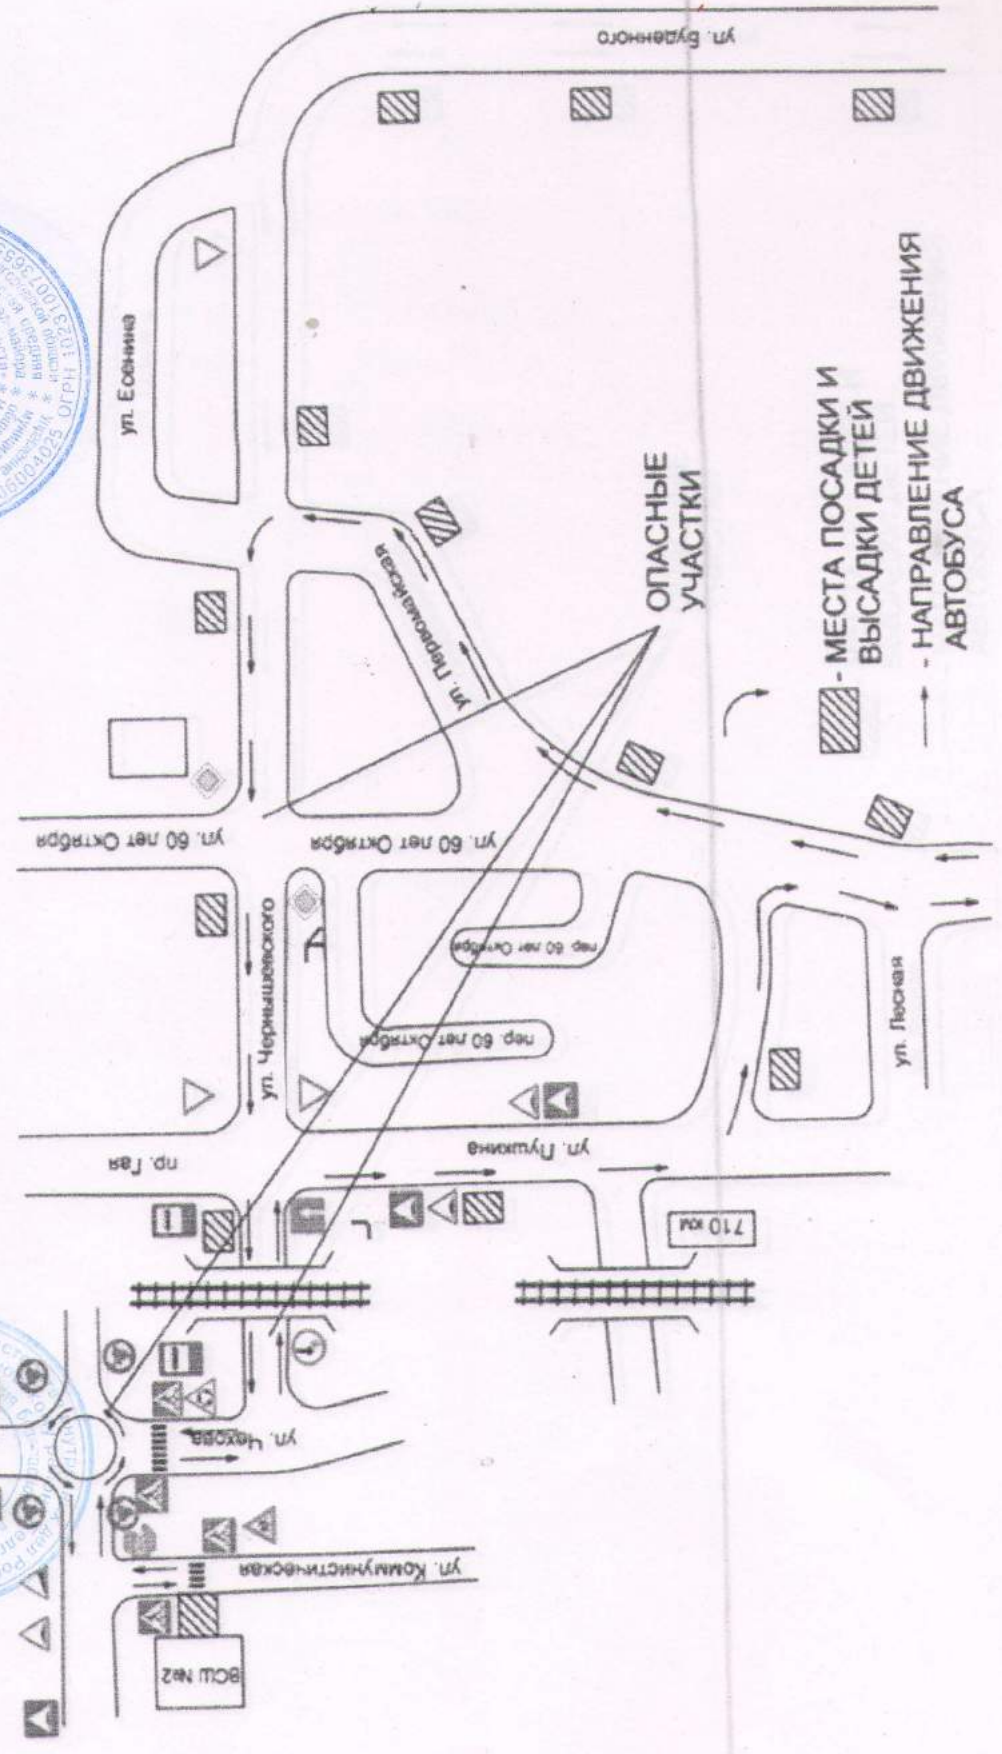 ул. Буденного
ул. Есенина
ул. Первомайская
ОПАСНЫЕ
УЧАСТКИ
- МЕСТА ПОСАДКИ И
ВЫСАДКИ ДЕТЕЙ
- НАПРАВЛЕНИЕ ДВИЖЕНИЯ
АВТОБУСА
ул. 60 лет Октября
ул. 60 лет Октября
ул. Чернышевского
пер. 60 лет Октября
пер. 60 лет Октября
ул. Лесная
пр. Гая
ул. Пушкина
710 км
ул. Чехова
ул. Коммунистическая
ВСШ №2
ОГРН